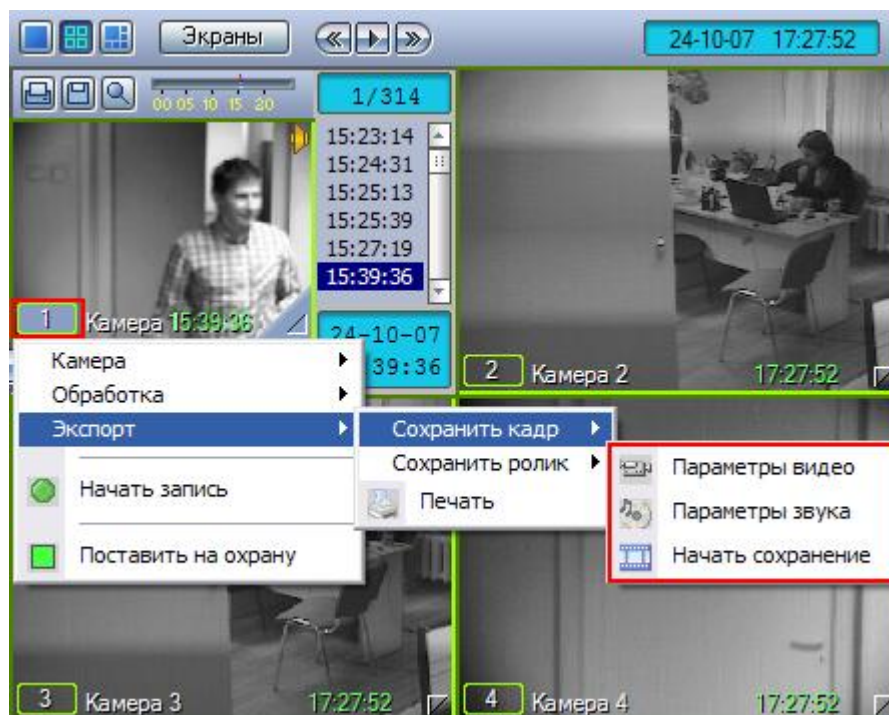 Экраны
24-10-07 17:27:52
00 05 10 15 20
1/314
15:23:14
15:24:31
15:25:13
15:25:39
15:27:19
15:39:36
1 Камера 15:39:36
24-10-07
39:36
2 Камера 2 17:27:52
Камера
Обработка
Экспорт
Начать запись
Поставить на охрану
Сохранить кадр
Сохранить ролик
Печать
Параметры видео
Параметры звука
Начать сохранение
3 Камера 3 17:27:52
4 Камера 4 17:27:52